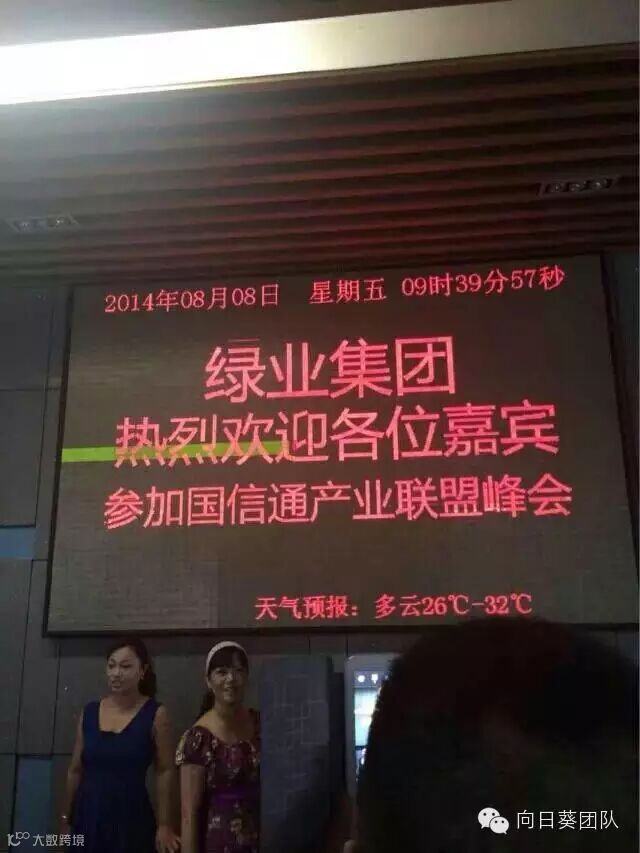 2014年08月08日 星期五 09时39分57秒
绿业集团
热烈欢迎各位嘉宾
参加国信通产业联盟峰会
天气预报：多云26℃-32℃
向日葵团队
大数跨境